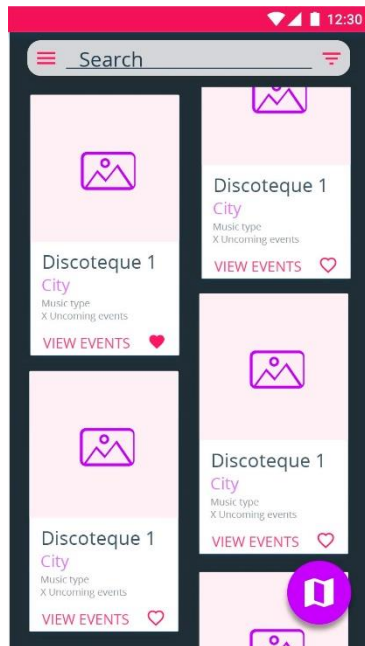 12:30
Search
Discoteque 1
City
Music type
X Uncoming events
VIEW EVENTS
Discoteque 1
City
Music type
X Uncoming events
VIEW EVENTS
Discoteque 1
City
Music type
X Uncoming events
VIEW EVENTS
Discoteque 1
City
Music type
X Uncoming events
VIEW EVENTS